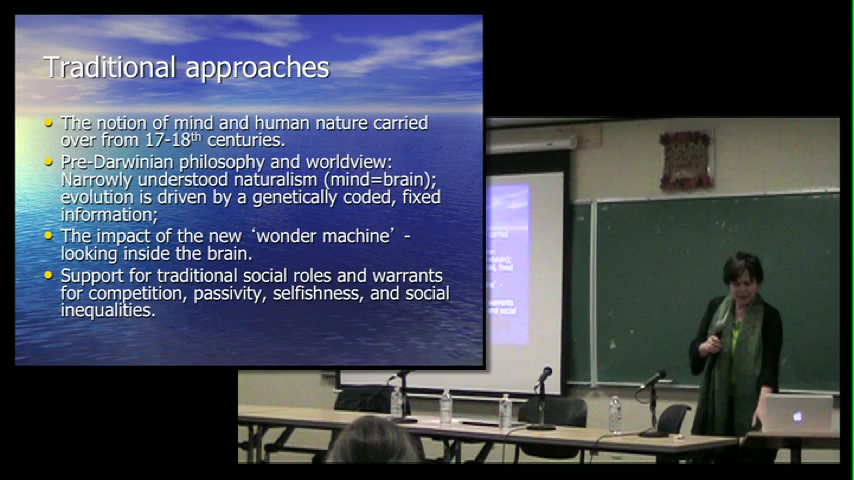 Traditional approaches
• The notion of mind and human nature carried
over from 17-18th centuries.
• Pre-Darwinian philosophy and worldview:
Narrowly understood naturalism (mind=brain);
evolution is driven by a genetically coded, fixed
information;
• The impact of the new ‘wonder machine’ -
looking inside the brain.
• Support for traditional social roles and warrants
for competition, passivity, selfishness, and social
inequalities.